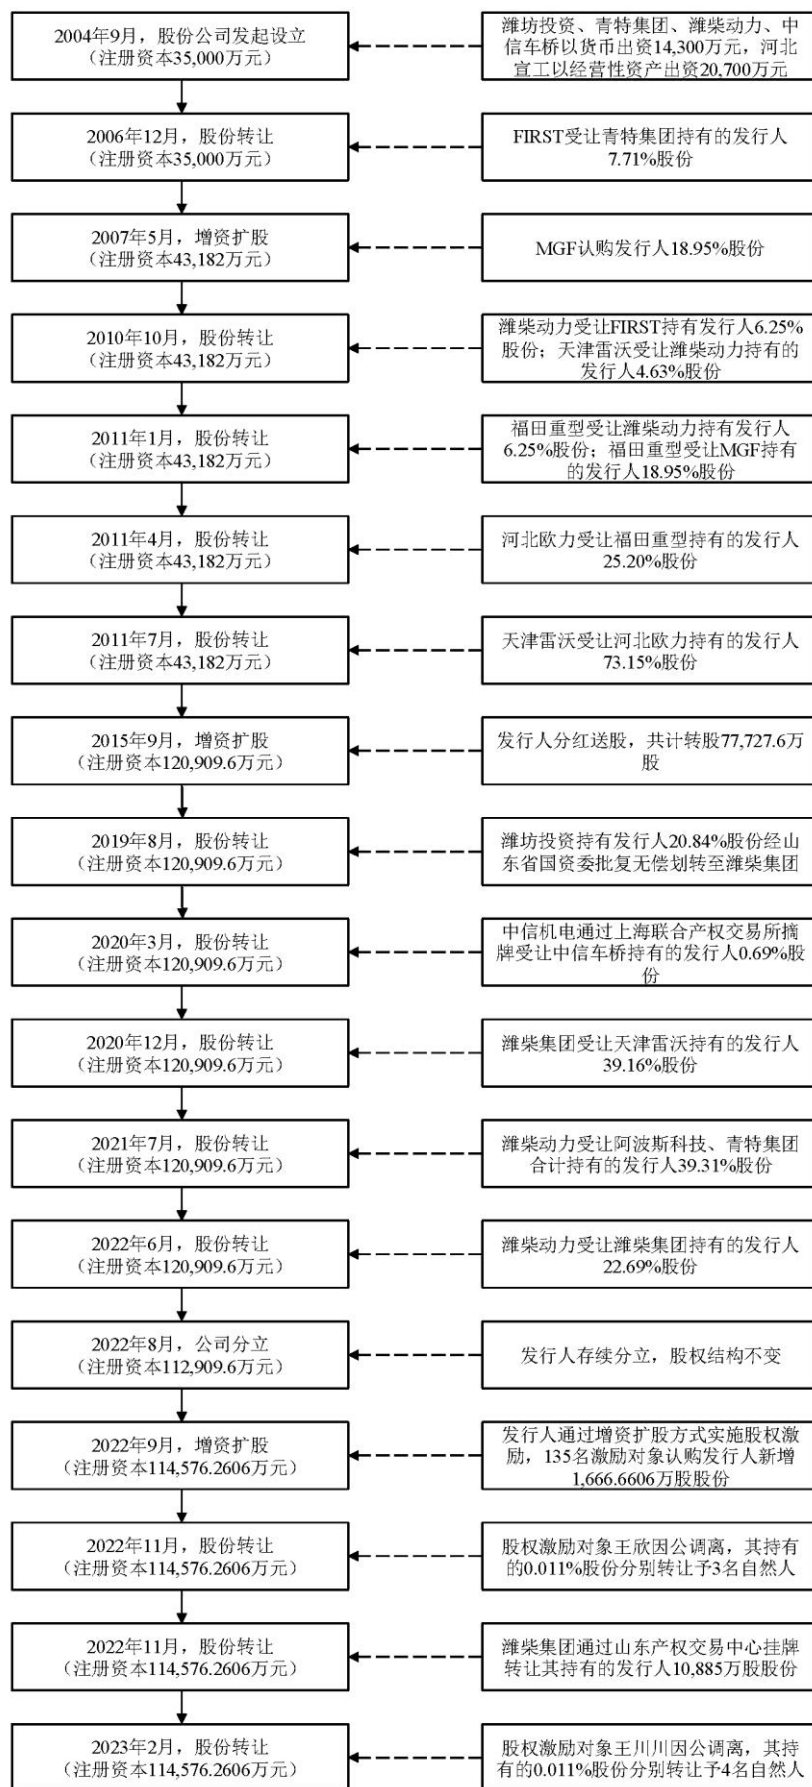 2004年9月，股份公司发起设立
（注册资本35,000万元）
潍坊投资、青特集团、潍柴动力、中
信车桥以货币出资14,300万元，河北
宣工以经营性资产出资20,700万元
2006年12月，股份转让
（注册资本35,000万元）
FIRST受让青特集团持有的发行人
7.71%股份
2007年5月，增资扩股
（注册资本43,182万元）
MGF认购发行人18.95%股份
2010年10月，股份转让
（注册资本43,182万元）
潍柴动力受让FIRST持有发行人6.25%
股份；天津雷沃受让潍柴动力持有的
发行人4.63%股份
2011年1月，股份转让
（注册资本43,182万元）
福田重型受让潍柴动力持有发行人
6.25%股份；福田重型受让MGF持有
的发行人18.95%股份
2011年4月，股份转让
（注册资本43,182万元）
河北欧力受让福田重型持有的发行人
25.20%股份
2011年7月，股份转让
（注册资本43,182万元）
天津雷沃受让河北欧力持有的发行人
73.15%股份
2015年9月，增资扩股
（注册资本120,909.6万元）
发行人分红送股，共计转股77,727.6万
股
2019年8月，股份转让
（注册资本120,909.6万元）
潍坊投资持有发行人20.84%股份经山
东省国资委批复无偿划转至潍柴集团
2020年3月，股份转让
（注册资本120,909.6万元）
中信机电通过上海联合产权交易所摘
牌受让中信车桥持有的发行人0.69%股
份
2020年12月，股份转让
（注册资本120,909.6万元）
潍柴集团受让天津雷沃持有的发行人
39.16%股份
2021年7月，股份转让
（注册资本120,909.6万元）
潍柴动力受让阿波斯科技、青特集团
合计持有的发行人39.31%股份
2022年6月，股份转让
（注册资本120,909.6万元）
潍柴动力受让潍柴集团持有的发行人
22.69%股份
2022年8月，公司分立
（注册资本112,909.6万元）
发行人存续分立，股权结构不变
2022年9月，增资扩股
（注册资本114,576.2606万元）
发行人通过增资扩股方式实施股权激
励，135名激励对象认购发行人新增
1,666.6606万股股份
2022年11月，股份转让
（注册资本114,576.2606万元）
股权激励对象王欣因公调离，其持有
的0.011%股份分别转让予3名自然人
2022年11月，股份转让
（注册资本114,576.2606万元）
潍柴集团通过山东产权交易中心挂牌
转让其持有的发行人10,885万股股份
2023年2月，股份转让
（注册资本114,576.2606万元）
股权激励对象王川川因公调离，其持
有的0.011%股份分别转让予4名自然人